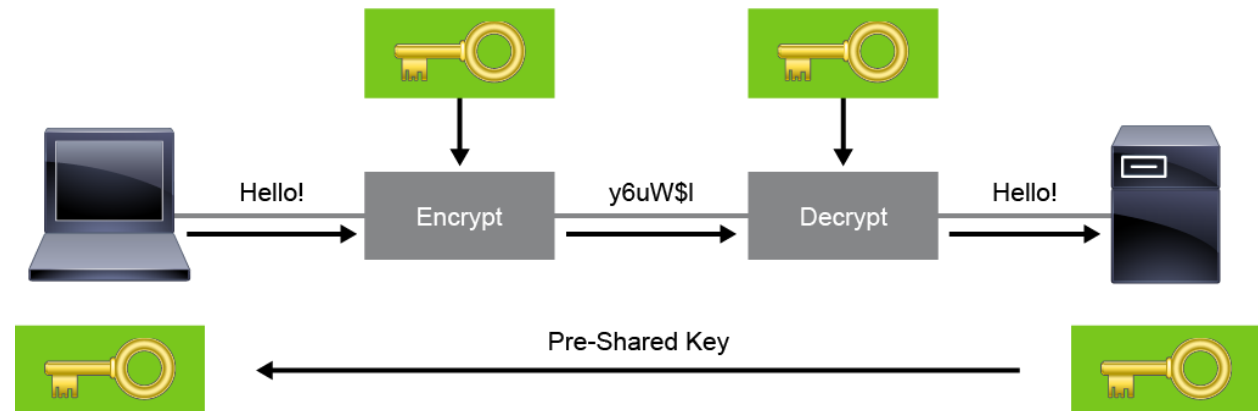 Hello!
Encrypt
y6uW$I
Decrypt
Hello!
Pre-Shared Key